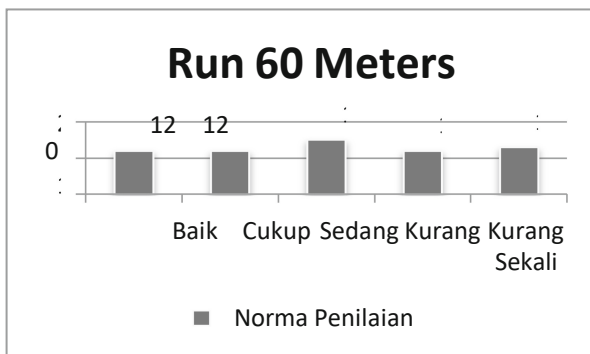 Run 60 Meters
12 12
0
Baik Cukup Sedang Kurang Kurang
Sekali
Norma Penilaian